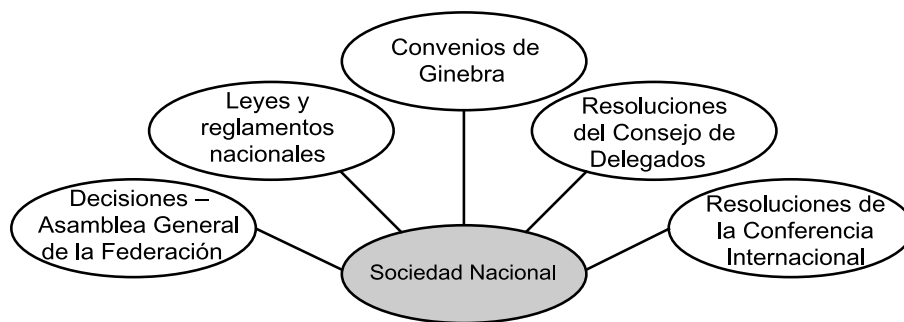 Convenios de
Ginebra
Leyes y
reglamentos
nacionales
Resoluciones
del Consejo de
Delegados
Decisiones –
Asamblea General
de la Federación
Resoluciones de
la Conferencia
Internacional
Sociedad Nacional